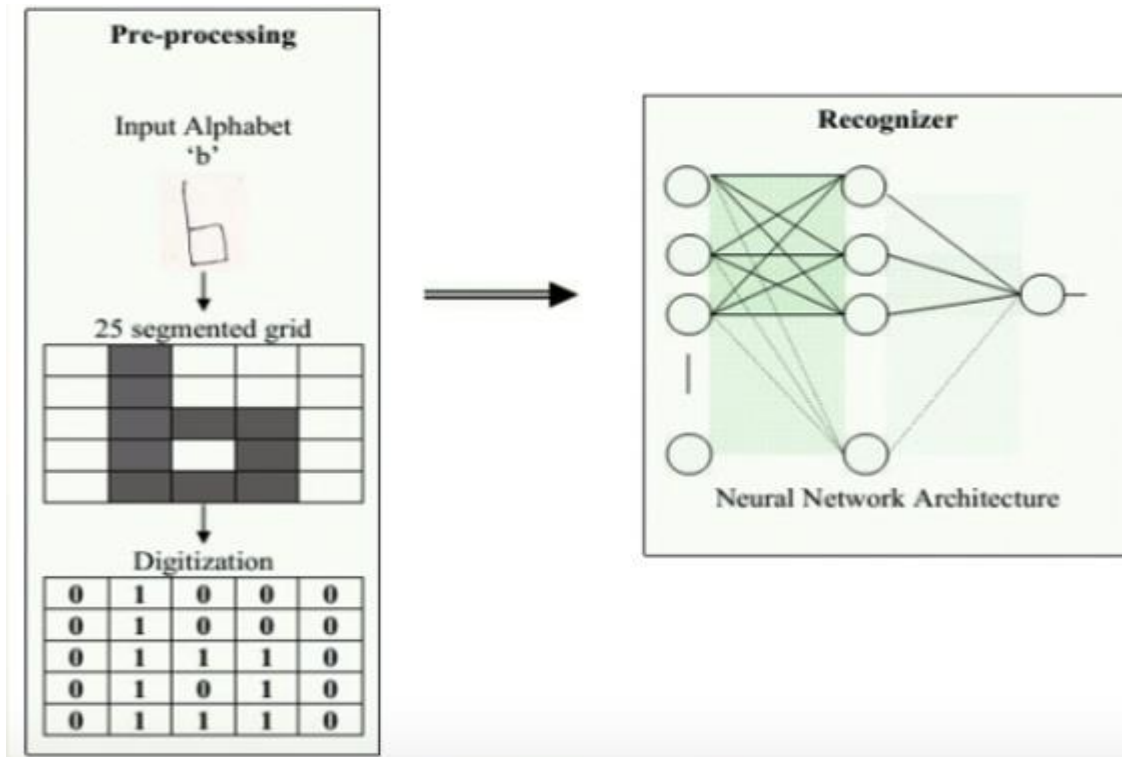 Pre-processing
Input Alphabet
‘b’
25 segmented grid
Digitization
0 1 0 0 0
0 1 0 0 0
0 1 1 1 0
0 1 0 1 0
0 1 1 1 0
Recognizer
Neural Network Architecture